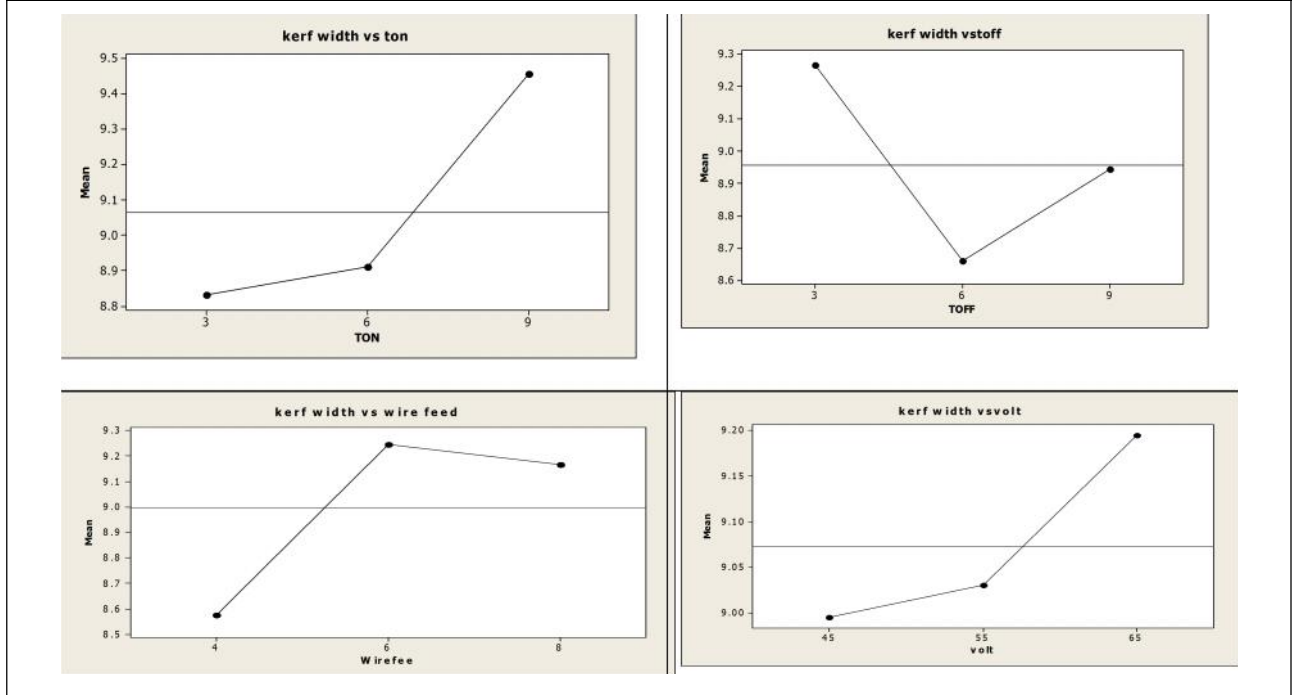 kerf width vs ton
Mean
9.5
9.4
9.3
9.2
9.1
9.0
8.9
8.8
3 6 9
TON
kerf width vstoff
Mean
9.3
9.2
9.1
9.0
8.9
8.8
8.7
8.6
3 6 9
TOFF
kerf width vs wire feed
Mean
9.3
9.2
9.1
9.0
8.9
8.8
8.7
8.6
8.5
4 6 8
Wirefee
kerf width vsvolt
Mean
9.20
9.15
9.10
9.05
9.00
45 55 65
volt